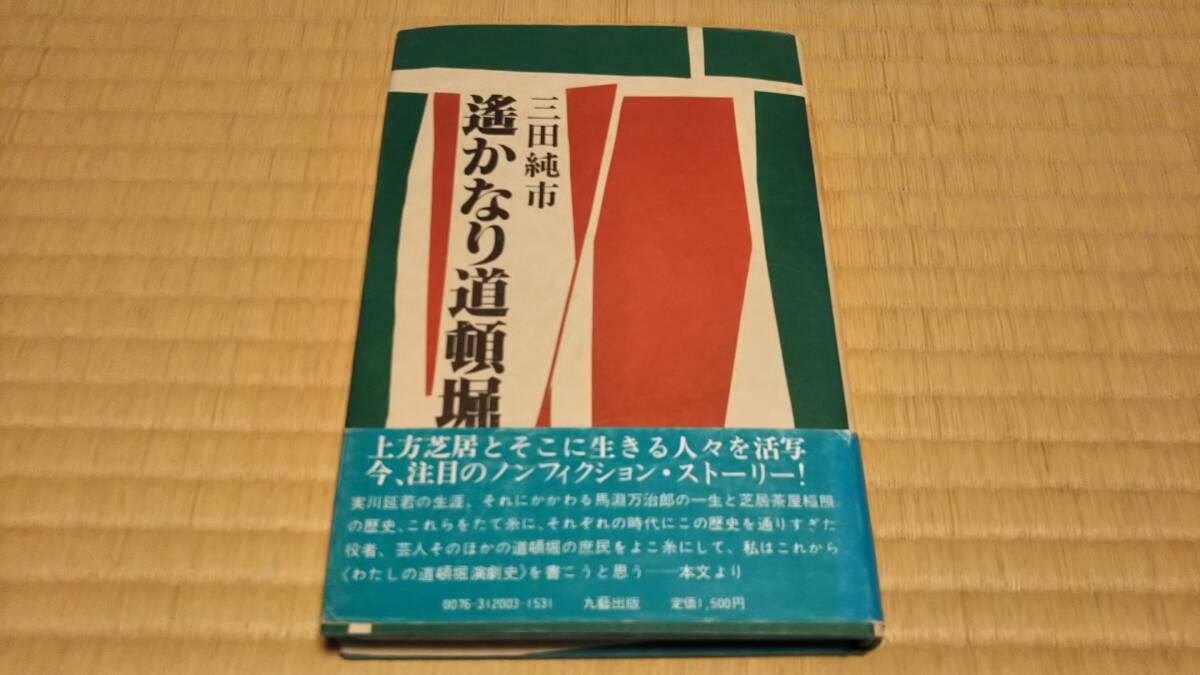 三田純市
遙かなり道頓堀
上方芝居とそこに生きる人々を活写
今、注目のノンフィクション・ストーリー!
実川延若の生涯、それにかかわる馬淵万治郎の一生と芝居茶屋稲照
の歴史、これらをたて糸に、それぞれの時代にこの歴史を通りすぎた
役者、芸人そのほかの道頓堀の庶民をよこ糸にして、私はこれから
《わたしの道頓堀演劇史》を書こうと思う――本文より
0076-312003-1531 九藝出版 定価1,500円